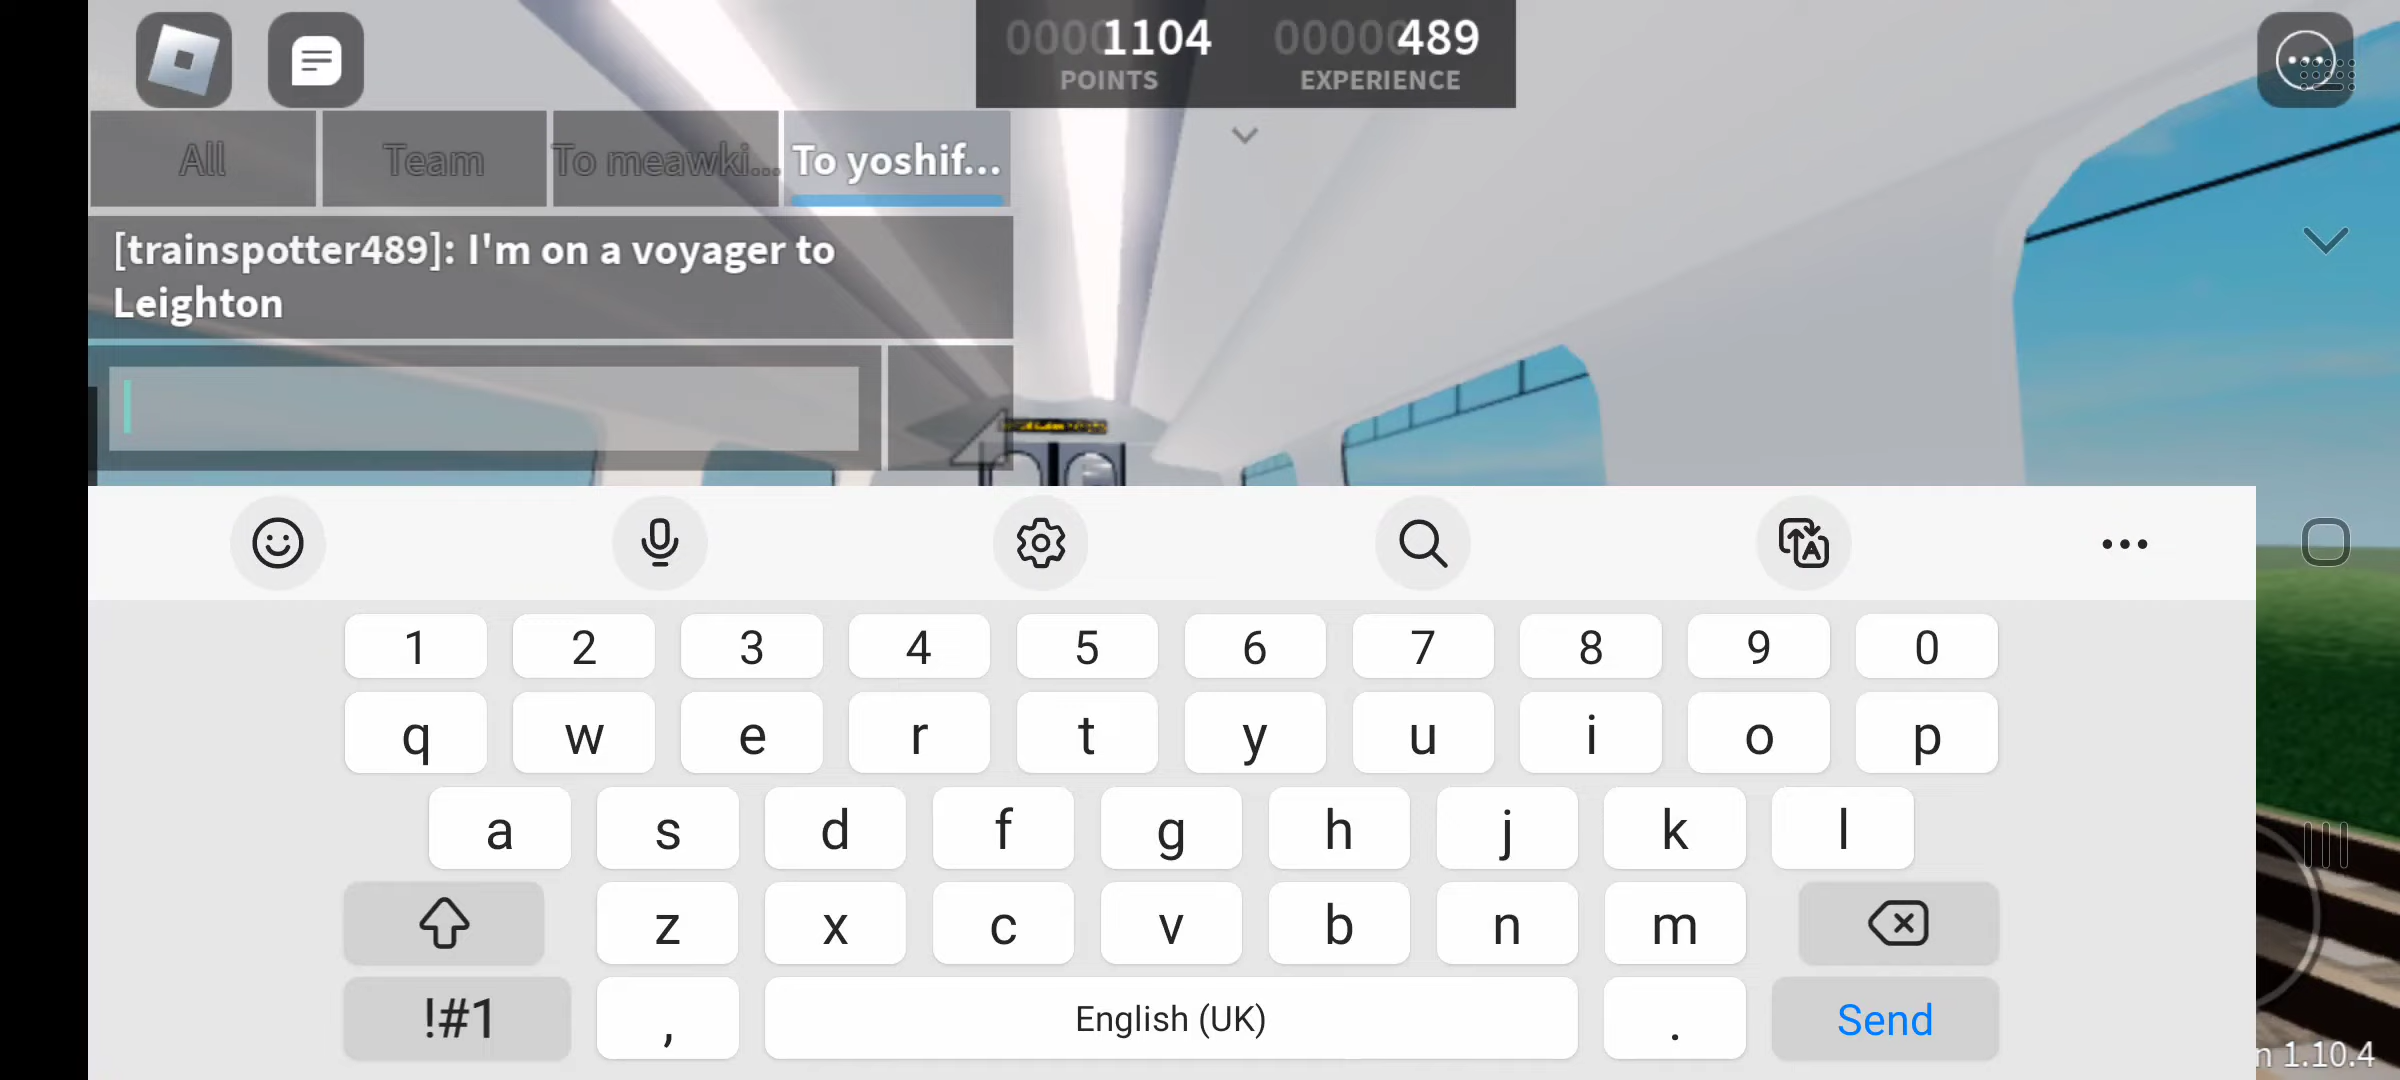 00001104 00000489
POINTS EXPERIENCE
All Team To meawki... To yoshif...
[trainspotter489]: I'm on a voyager to
Leighton
1 2 3 4 5 6 7 8 9 0
q w e r t y u i o p
a s d f g h j k l
z x c v b n m
!#1 , English (UK) . Send
1.10.4